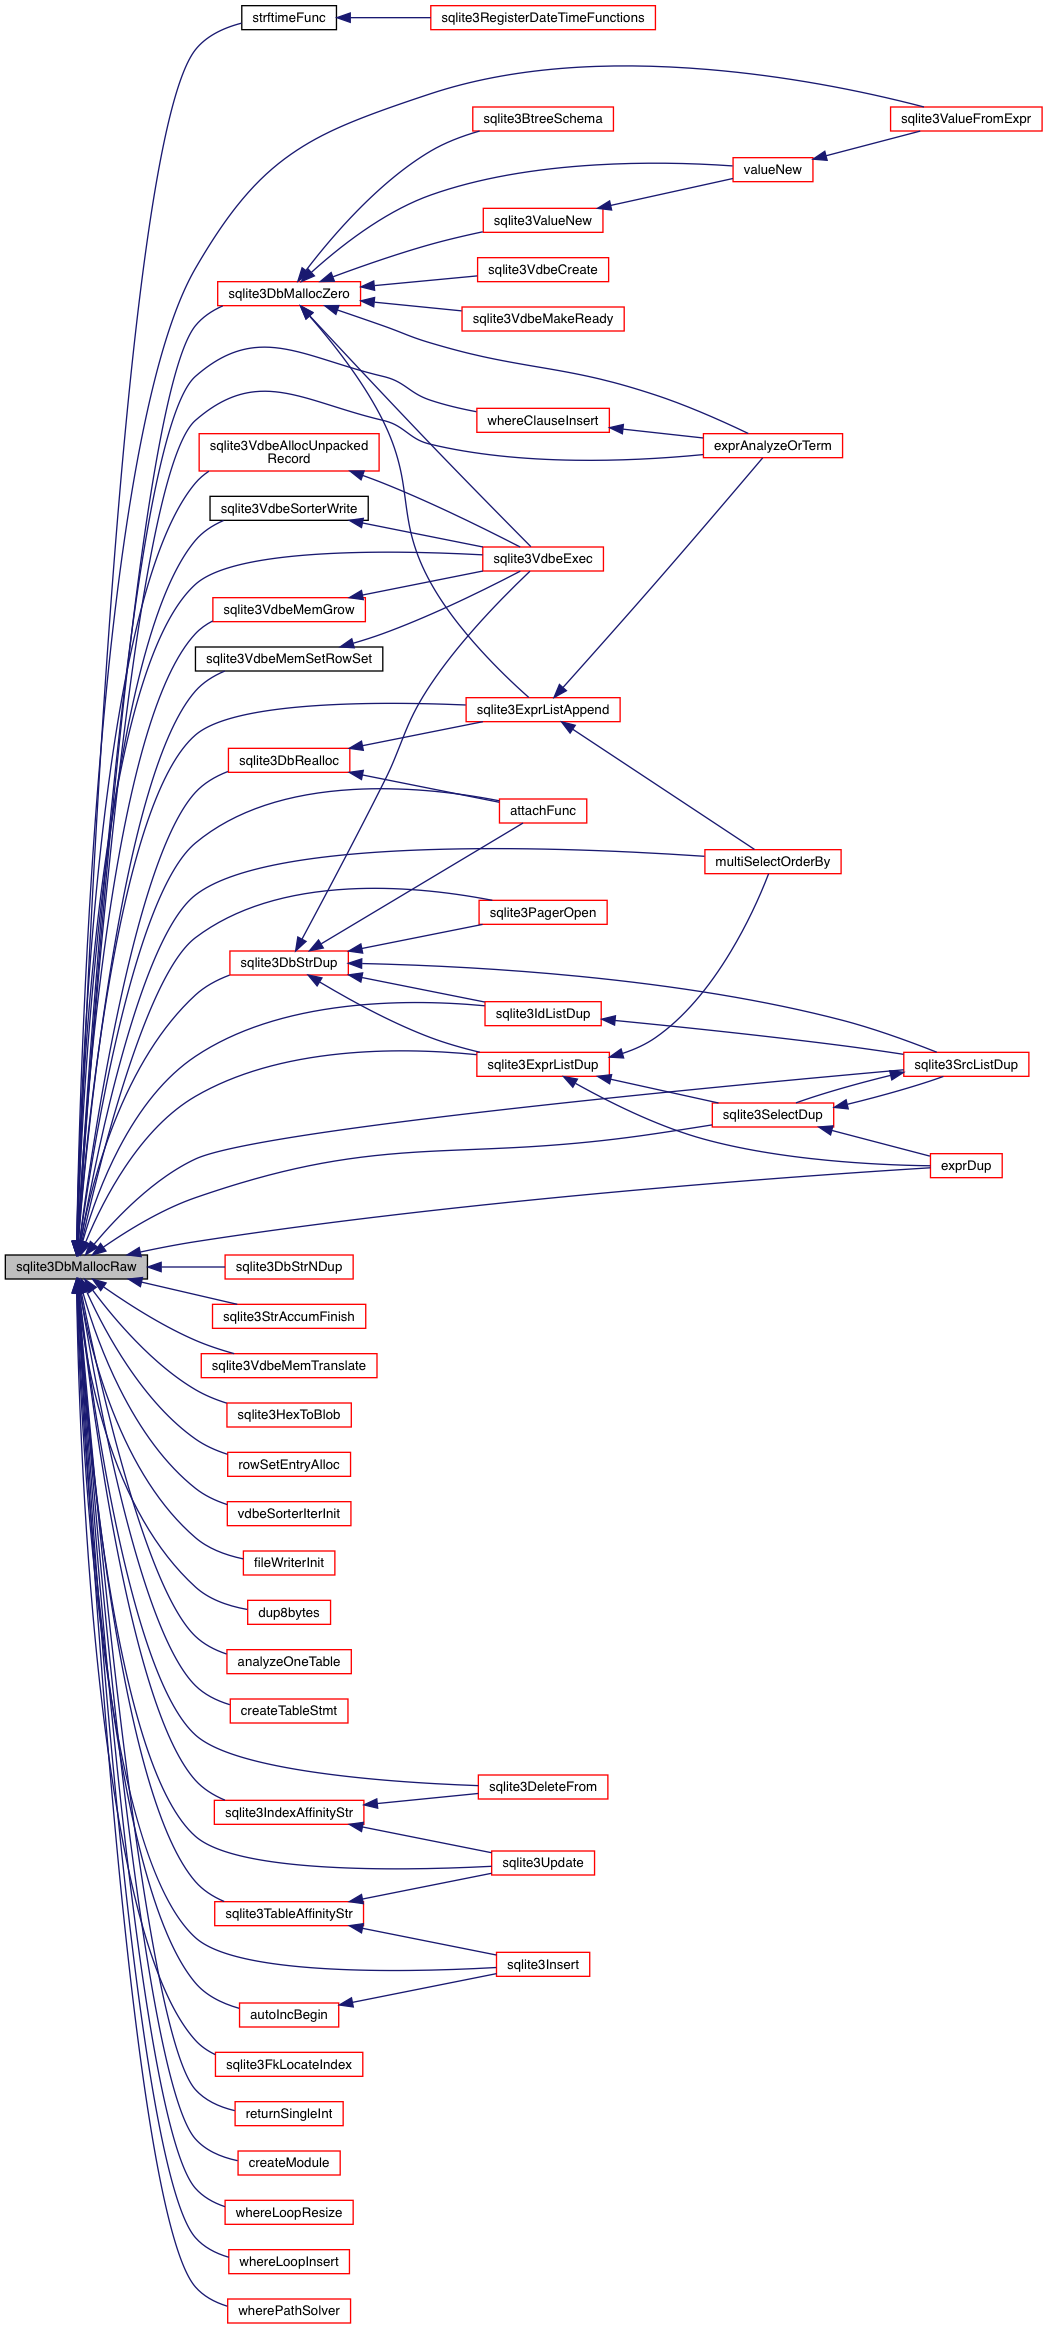 strftimeFunc
sqlite3RegisterDateTimeFunctions
sqlite3BtreeSchema
sqlite3ValueFromExpr
valueNew
sqlite3ValueNew
sqlite3VdbeCreate
sqlite3DbMallocZero
sqlite3VdbeMakeReady
whereClauseInsert
exprAnalyzeOrTerm
sqlite3VdbeAllocUnpacked
Record
sqlite3VdbeSorterWrite
sqlite3VdbeExec
sqlite3VdbeMemGrow
sqlite3VdbeMemSetRowSet
sqlite3ExprListAppend
sqlite3DbRealloc
attachFunc
multiSelectOrderBy
sqlite3PagerOpen
sqlite3DbStrDup
sqlite3IdListDup
sqlite3ExprListDup
sqlite3SrcListDup
sqlite3SelectDup
exprDup
sqlite3DbMallocRaw
sqlite3DbStrNDup
sqlite3StrAccumFinish
sqlite3VdbeMemTranslate
sqlite3HexToBlob
rowSetEntryAlloc
vdbeSorterIterInit
fileWriterInit
dup8bytes
analyzeOneTable
createTableStmt
sqlite3DeleteFrom
sqlite3IndexAffinityStr
sqlite3Update
sqlite3TableAffinityStr
sqlite3Insert
autoIncBegin
sqlite3FkLocateIndex
returnSingleInt
createModule
whereLoopResize
whereLoopInsert
wherePathSolver